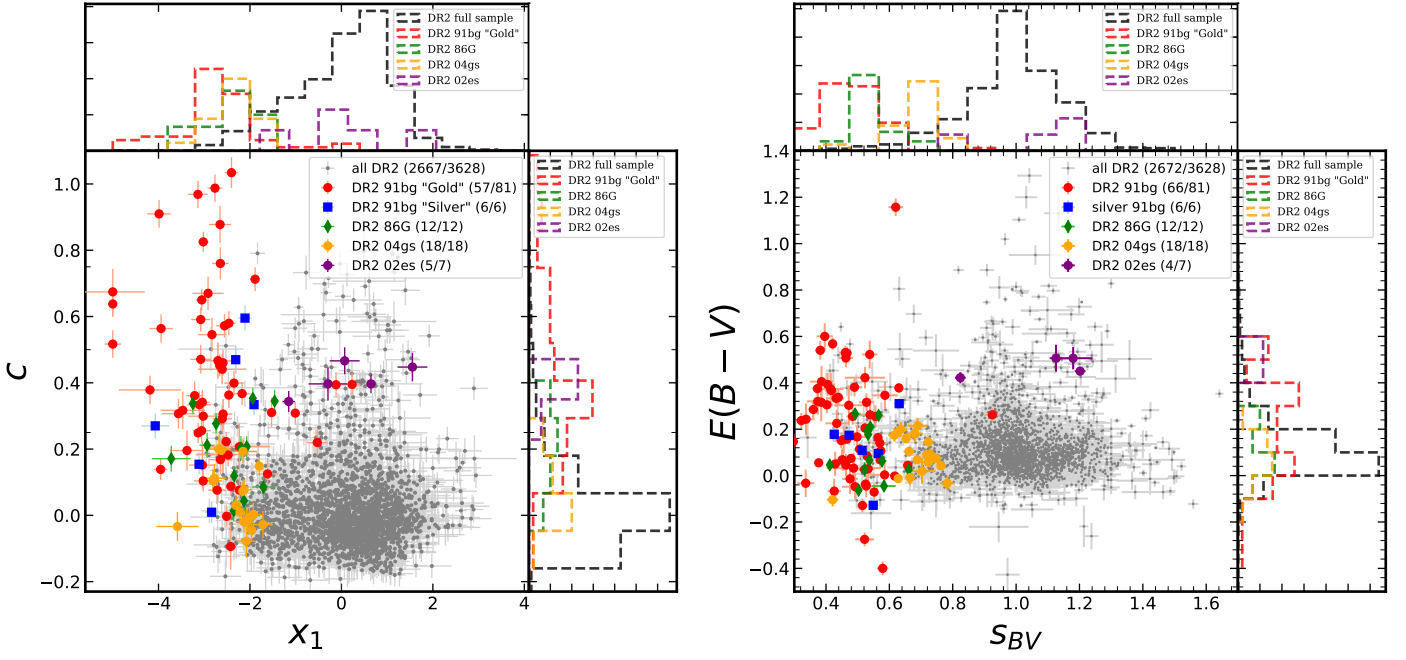 DR2 full sample
DR2 91bg "Gold"
DR2 86G
DR2 04gs
DR2 02es
all DR2 (2667/3628)
DR2 91bg "Gold" (57/81)
DR2 91bg "Silver" (6/6)
DR2 86G (12/12)
DR2 04gs (18/18)
DR2 02es (5/7)
DR2 full sample
DR2 91bg "Gold"
DR2 86G
DR2 04gs
DR2 02es
1.0
0.8
0.6
0.4
0.2
0.0
−0.2
c
−4
−2
0
2
4
x1
DR2 full sample
DR2 91bg "Gold"
DR2 86G
DR2 04gs
DR2 02es
all DR2 (2672/3628)
DR2 91bg (66/81)
silver 91bg (6/6)
DR2 86G (12/12)
DR2 04gs (18/18)
DR2 02es (4/7)
DR2 full sample
DR2 91bg "Gold"
DR2 86G
DR2 04gs
DR2 02es
1.4
1.2
1.0
0.8
0.6
0.4
0.2
0.0
−0.2
−0.4
E(B − V)
0.4
0.6
0.8
1.0
1.2
1.4
1.6
sBV